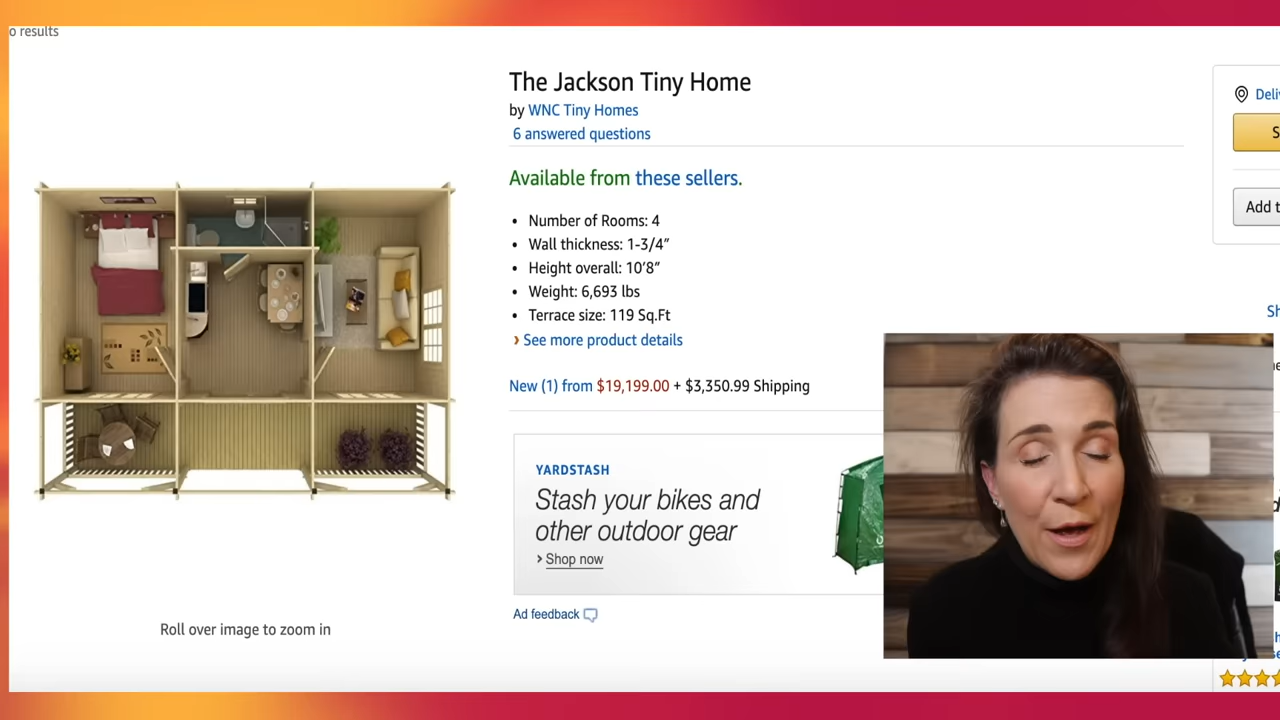 o results
The Jackson Tiny Home
by WNC Tiny Homes
6 answered questions
Available from these sellers.
• Number of Rooms: 4
• Wall thickness: 1-3/4”
• Height overall: 10’8”
• Weight: 6,693 lbs
• Terrace size: 119 Sq.Ft
› See more product details
New (1) from $19,199.00 + $3,350.99 Shipping
YARDSTASH
Stash your bikes and
other outdoor gear
› Shop now
Ad feedback
Roll over image to zoom in
Deli
S
Add t
Sh